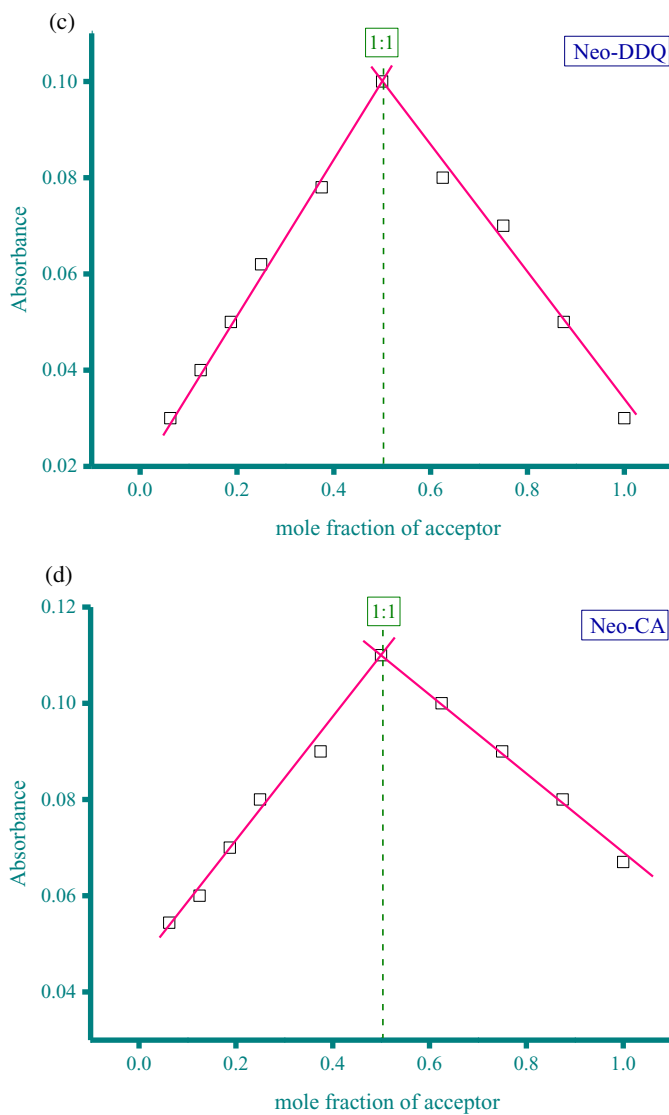 (c)
1:1
Neo-DDQ
0.10
0.08
0.06
0.04
0.02
Absorbance
0.0 0.2 0.4 0.6 0.8 1.0
mole fraction of acceptor
(d)
1:1
Neo-CA
0.12
0.10
0.08
0.06
0.04
Absorbance
0.0 0.2 0.4 0.6 0.8 1.0
mole fraction of acceptor